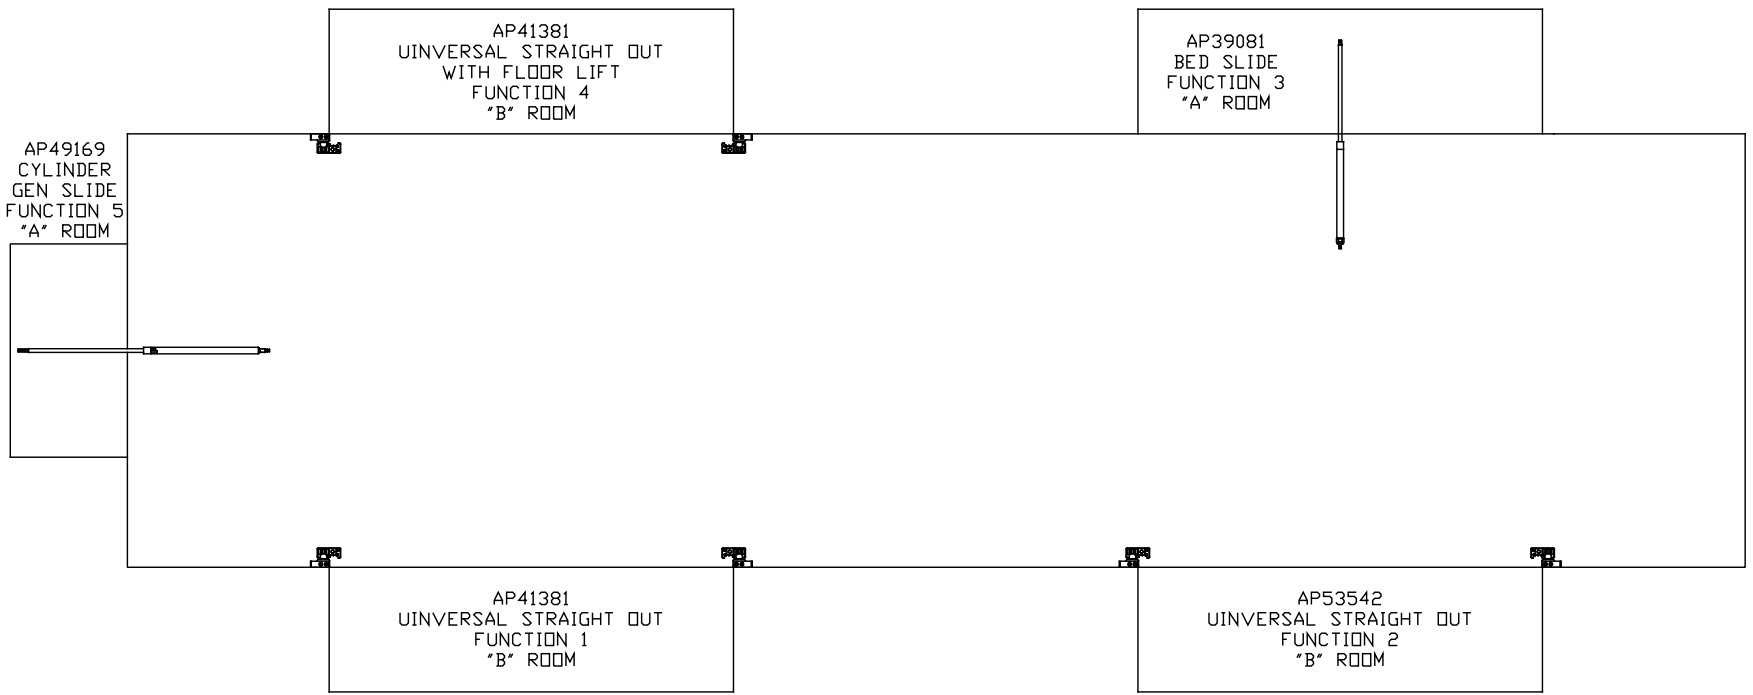 AP41381
UINVERSAL STRAIGHT OUT
WITH FLOOR LIFT
FUNCTION 4
"B" ROOM
AP39081
BED SLIDE
FUNCTION 3
"A" ROOM
AP49169
CYLINDER
GEN SLIDE
FUNCTION 5
"A" ROOM
AP41381
UINVERSAL STRAIGHT OUT
FUNCTION 1
"B" ROOM
AP53542
UINVERSAL STRAIGHT OUT
FUNCTION 2
"B" ROOM